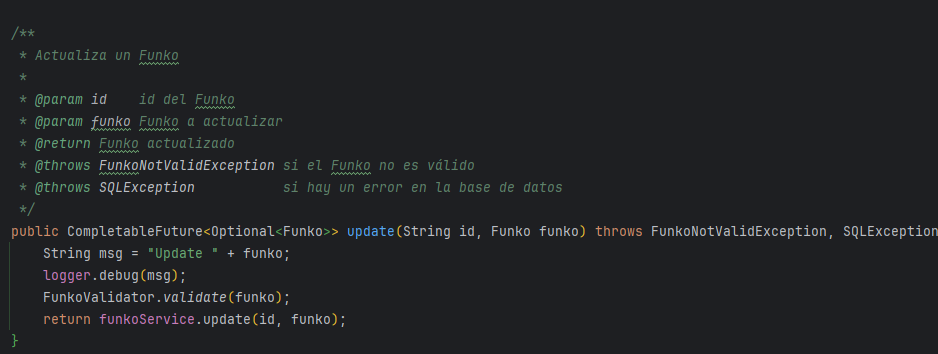 /**
 * Actualiza un Funko
 *
 * @param id    id del Funko
 * @param funko Funko a actualizar
 * @return Funko actualizado
 * @throws FunkoNotValidException si el Funko no es válido
 * @throws SQLException           si hay un error en la base de datos
 */
public CompletableFuture<Optional<Funko>> update(String id, Funko funko) throws FunkoNotValidException, SQLException
    String msg = "Update " + funko;
    logger.debug(msg);
    FunkoValidator.validate(funko);
    return funkoService.update(id, funko);
}